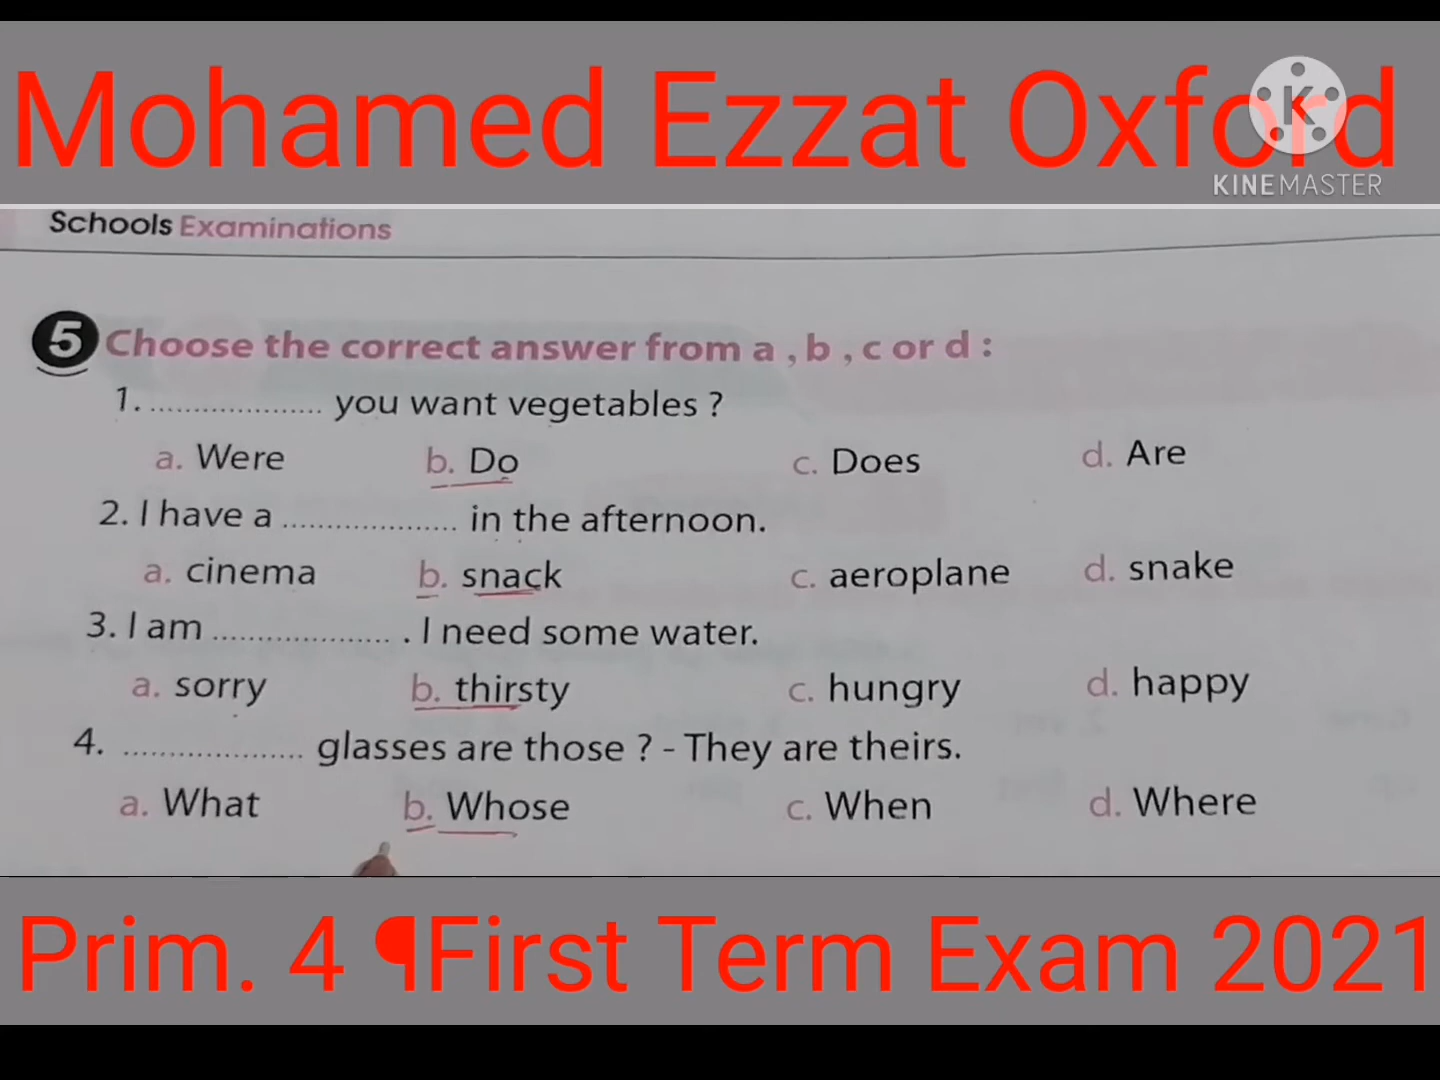 Mohamed Ezzat Oxford
K
KINEMASTER
Schools Examinations
5 Choose the correct answer from a , b , c or d :
1. .................... you want vegetables ?
a. Were b. Do c. Does d. Are
2. I have a .................... in the afternoon.
a. cinema b. snack c. aeroplane d. snake
3. I am .................... . I need some water.
a. sorry b. thirsty c. hungry d. happy
4. .................... glasses are those ? - They are theirs.
a. What b. Whose c. When d. Where
Prim. 4 ¶First Term Exam 2021